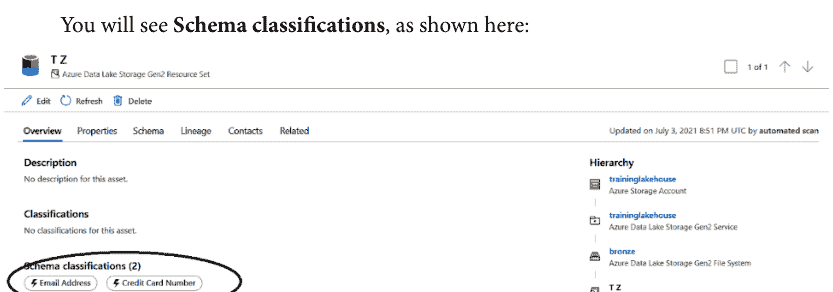 You will see Schema classifications, as shown here:
T Z
Azure Data Lake Storage Gen2 Resource Set
1 of 1
Edit Refresh Delete
Overview Properties Schema Lineage Contacts Related
Updated on July 3, 2021 8:51 PM UTC by automated scan
Description
No description for this asset.
Classifications
No classifications for this asset.
Schema classifications (2)
Email Address Credit Card Number
Hierarchy
traininglakehouse
Azure Storage Account
traininglakehouse
Azure Data Lake Storage Gen2 Service
bronze
Azure Data Lake Storage Gen2 File System
T Z